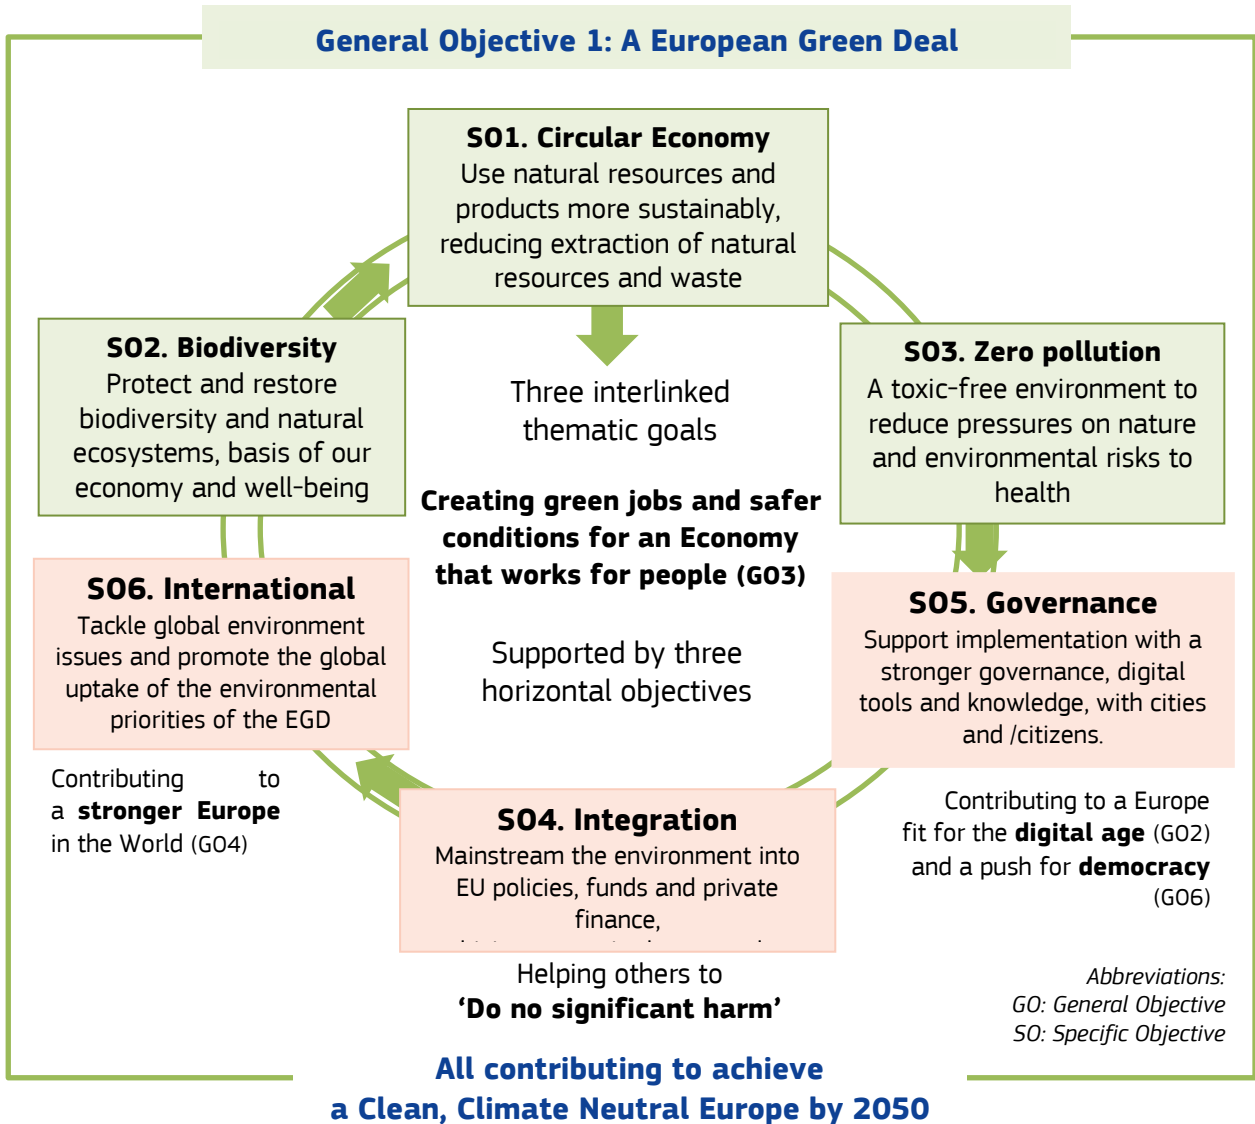 General Objective 1: A European Green Deal
SO1. Circular Economy
Use natural resources and
products more sustainably,
reducing extraction of natural
resources and waste
SO2. Biodiversity
Protect and restore
biodiversity and natural
ecosystems, basis of our
economy and well-being
SO3. Zero pollution
A toxic-free environment to
reduce pressures on nature
and environmental risks to
health
Three interlinked
thematic goals
Creating green jobs and safer
conditions for an Economy
that works for people (GO3)
Supported by three
horizontal objectives
SO6. International
Tackle global environment
issues and promote the global
uptake of the environmental
priorities of the EGD
SO5. Governance
Support implementation with a
stronger governance, digital
tools and knowledge, with cities
and /citizens.
Contributing to
a stronger Europe
in the World (GO4)
SO4. Integration
Mainstream the environment into
EU policies, funds and private
finance,
Contributing to a Europe
fit for the digital age (GO2)
and a push for democracy
(GO6)
Helping others to
‘Do no significant harm’
Abbreviations:
GO: General Objective
SO: Specific Objective
All contributing to achieve
a Clean, Climate Neutral Europe by 2050